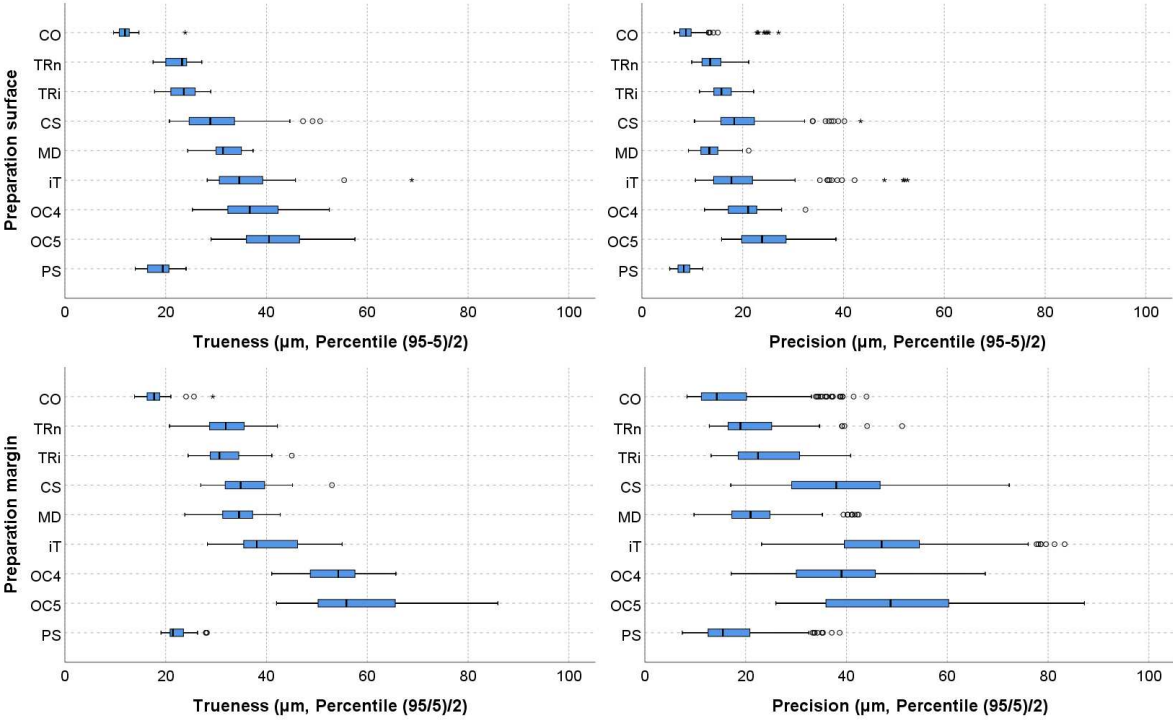 Preparation surface
CO
TRn
TRi
CS
MD
iT
OC4
OC5
PS
0 20 40 60 80 100
Trueness (µm, Percentile (95-5)/2)
CO
TRn
TRi
CS
MD
iT
OC4
OC5
PS
0 20 40 60 80 100
Precision (µm, Percentile (95-5)/2)
Preparation margin
CO
TRn
TRi
CS
MD
iT
OC4
OC5
PS
0 20 40 60 80 100
Trueness (µm, Percentile (95/5)/2)
CO
TRn
TRi
CS
MD
iT
OC4
OC5
PS
0 20 40 60 80 100
Precision (µm, Percentile (95/5)/2)